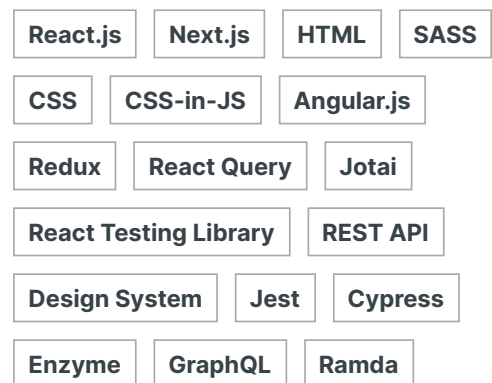 React.js Next.js HTML SASS
CSS CSS-in-JS Angular.js
Redux React Query Jotai
React Testing Library REST API
Design System Jest Cypress
Enzyme GraphQL Ramda